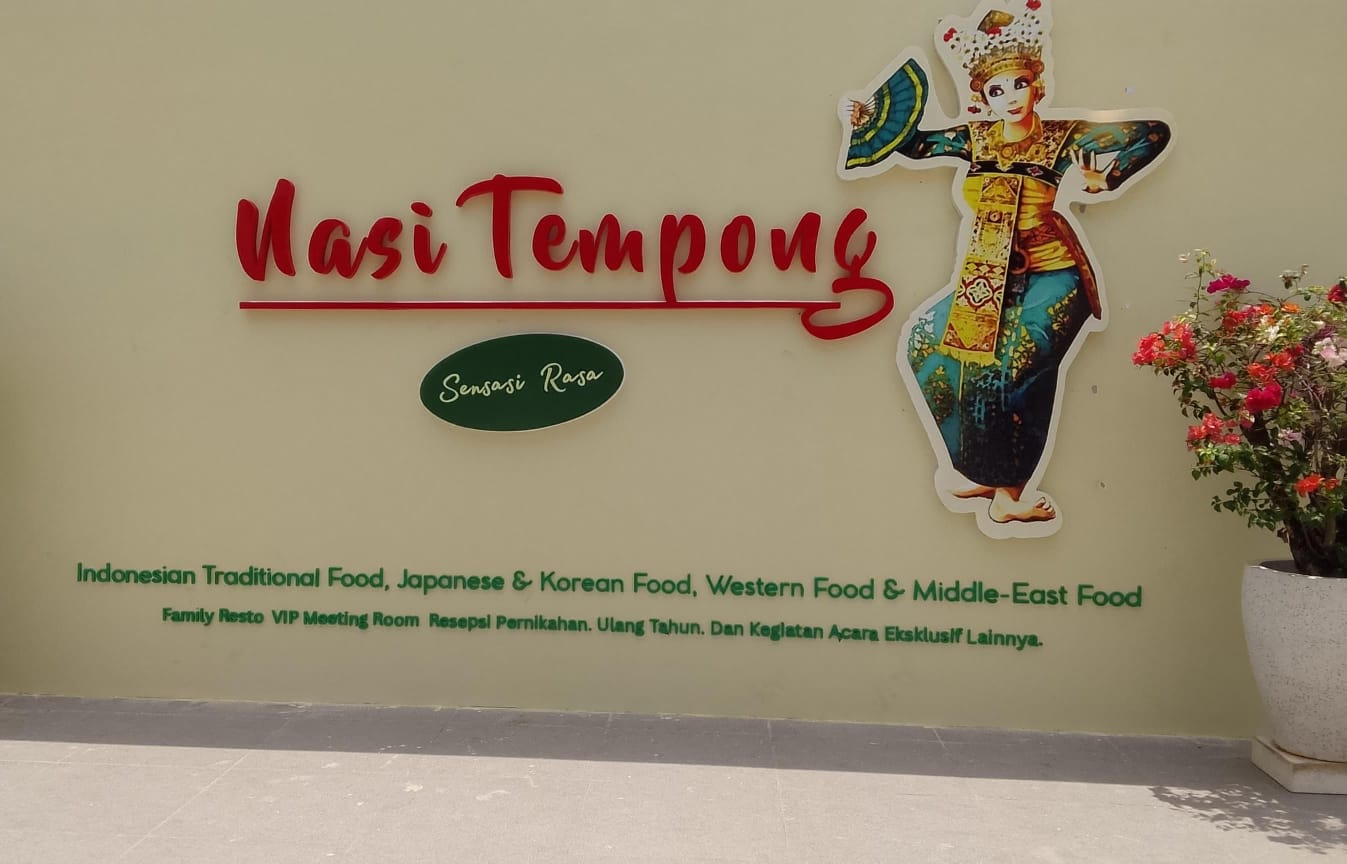 Nasi Tempong
Sensasi Rasa
Indonesian Traditional Food, Japanese & Korean Food, Western Food & Middle-East Food
Family Resto VIP Meeting Room Resepsi Pernikahan. Ulang Tahun. Dan Kegiatan Acara Eksklusif Lainnya.